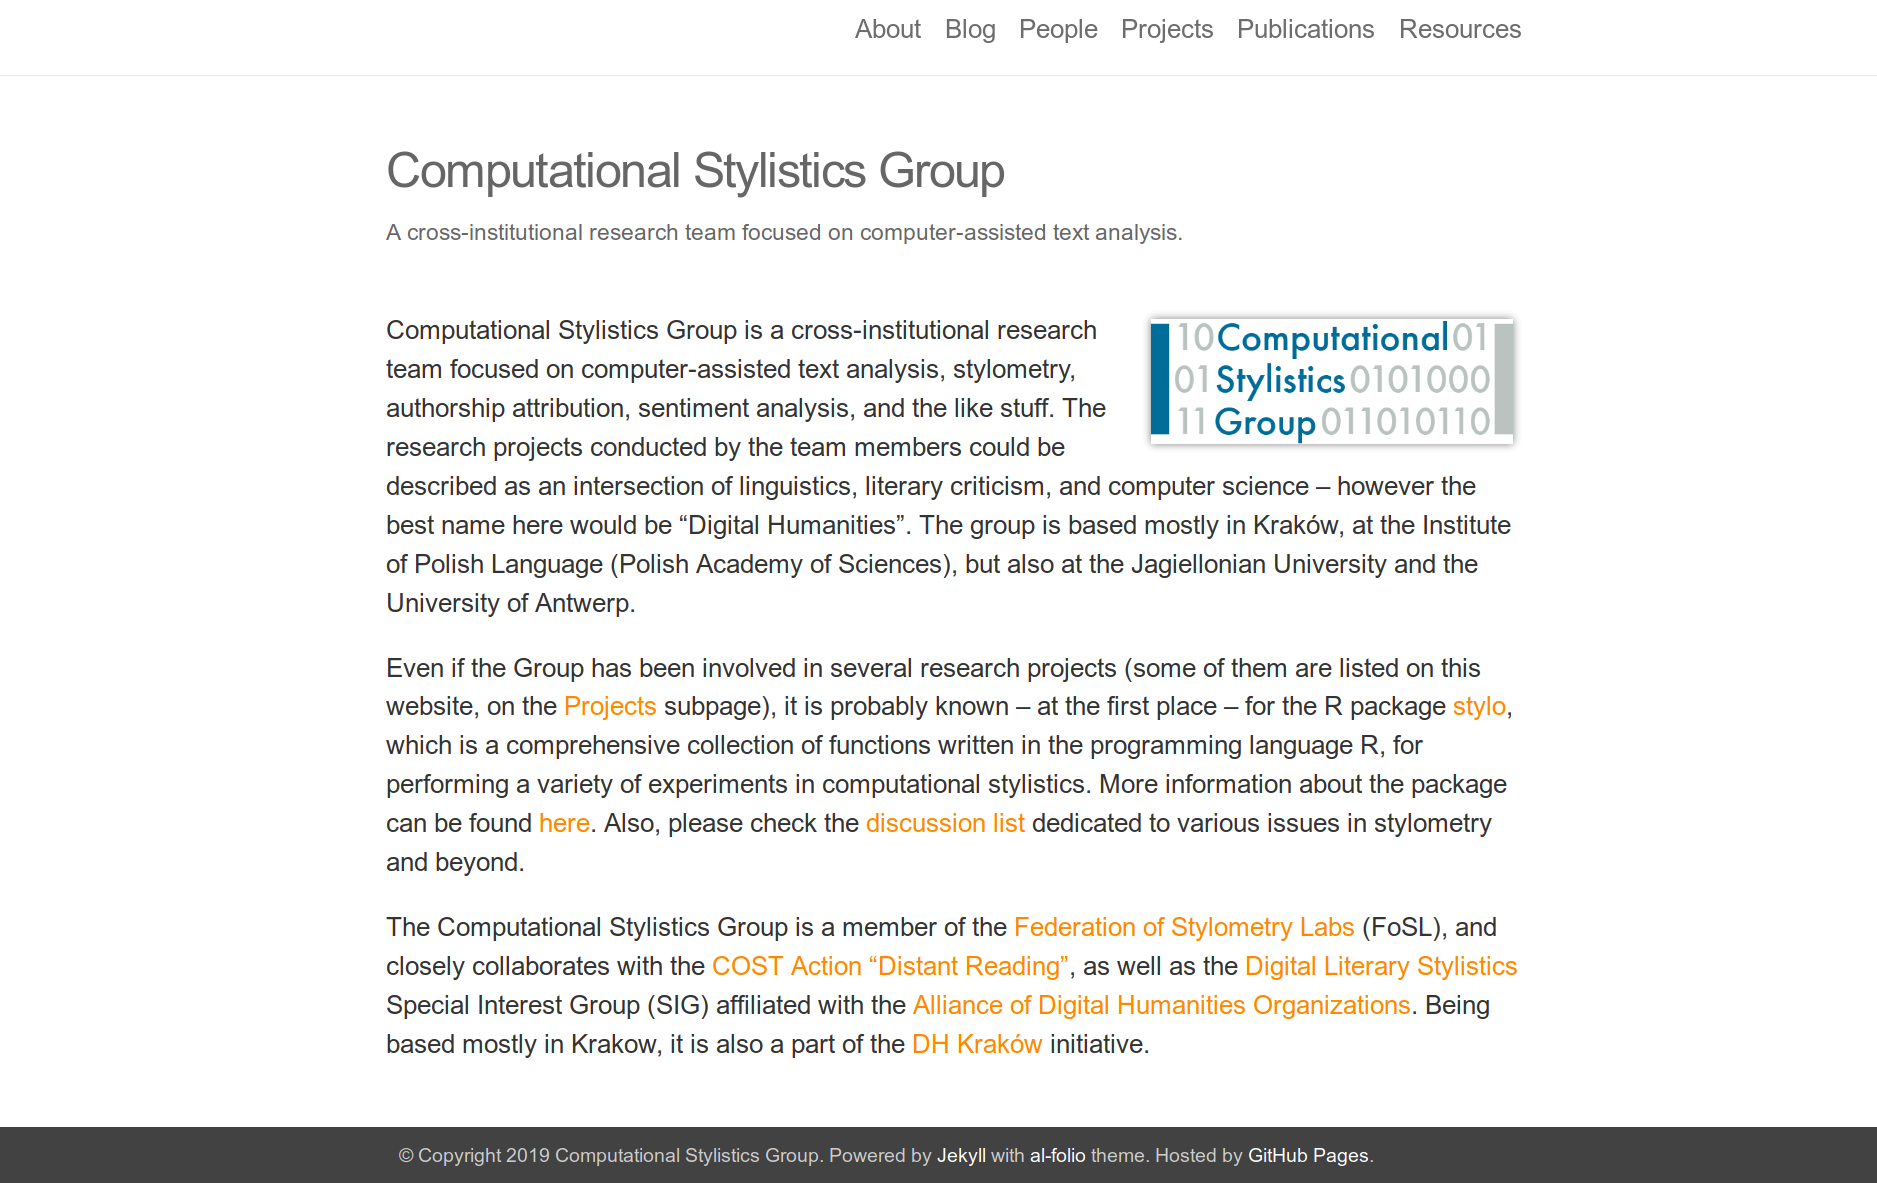 About Blog People Projects Publications Resources
Computational Stylistics Group
A cross-institutional research team focused on computer-assisted text analysis.
Computational Stylistics Group is a cross-institutional research
team focused on computer-assisted text analysis, stylometry,
authorship attribution, sentiment analysis, and the like stuff. The
research projects conducted by the team members could be
10Computational01
01Stylistics0101000
11Group011010110
described as an intersection of linguistics, literary criticism, and computer science – however the
best name here would be “Digital Humanities”. The group is based mostly in Kraków, at the Institute
of Polish Language (Polish Academy of Sciences), but also at the Jagiellonian University and the
University of Antwerp.
Even if the Group has been involved in several research projects (some of them are listed on this
website, on the Projects subpage), it is probably known – at the first place – for the R package stylo,
which is a comprehensive collection of functions written in the programming language R, for
performing a variety of experiments in computational stylistics. More information about the package
can be found here. Also, please check the discussion list dedicated to various issues in stylometry
and beyond.
The Computational Stylistics Group is a member of the Federation of Stylometry Labs (FoSL), and
closely collaborates with the COST Action “Distant Reading”, as well as the Digital Literary Stylistics
Special Interest Group (SIG) affiliated with the Alliance of Digital Humanities Organizations. Being
based mostly in Krakow, it is also a part of the DH Kraków initiative.
© Copyright 2019 Computational Stylistics Group. Powered by Jekyll with al-folio theme. Hosted by GitHub Pages.